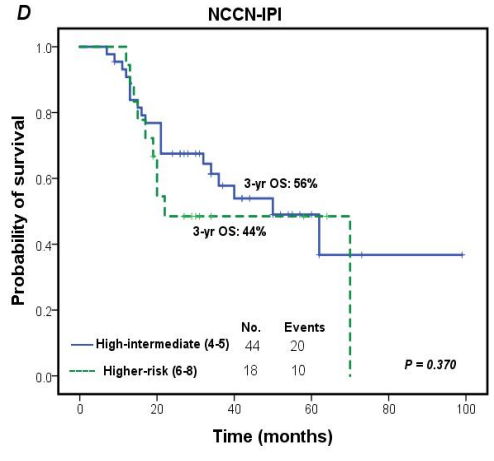 D
NCCN-IPI
Probability of survival
1.0
0.8
0.6
0.4
0.2
0.0
3-yr OS: 56%
3-yr OS: 44%
No. Events
High-intermediate (4-5) 44 20
Higher-risk (6-8) 18 10
P = 0.370
0 20 40 60 80 100
Time (months)